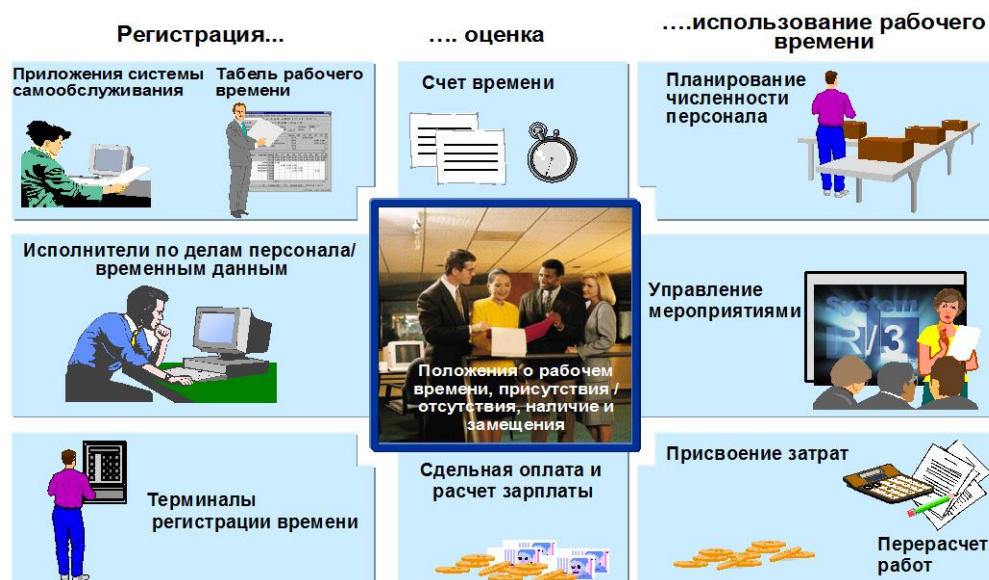 Регистрация...
.... оценка
....использование рабочего
времени
Приложения системы
самообслуживания
Табель рабочего
времени
Счет времени
Планирование
численности
персонала
Исполнители по делам персонала/
временным данным
Положения о рабочем
времени, присутствия /
отсутствия, наличие и
замещения
Управление
мероприятиями
System
R/3
Терминалы
регистрации времени
Сдельная оплата и
расчет зарплаты
Присвоение затрат
Перерасчет
работ